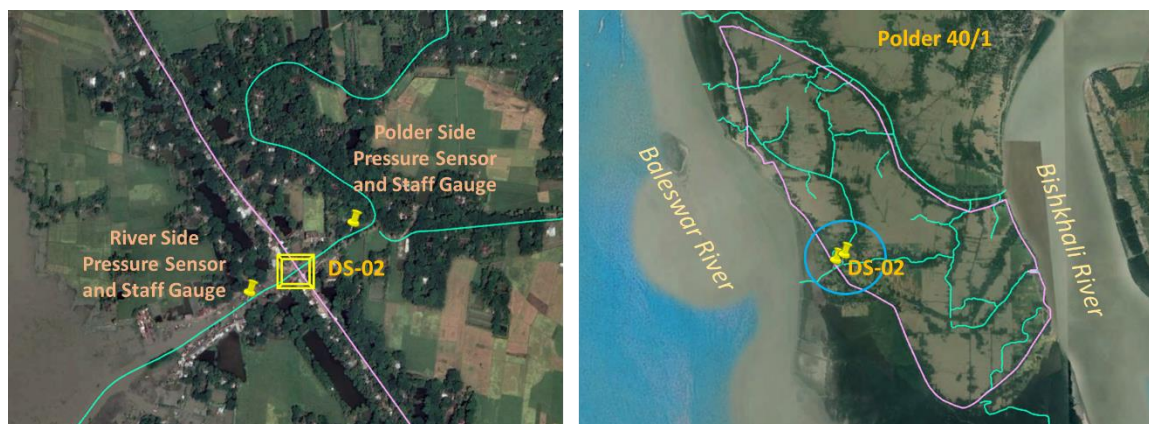 Polder Side
Pressure Sensor
and Staff Gauge
River Side
Pressure Sensor
and Staff Gauge
DS-02
Polder 40/1
Baleswar River
Bishkhali River
DS-02